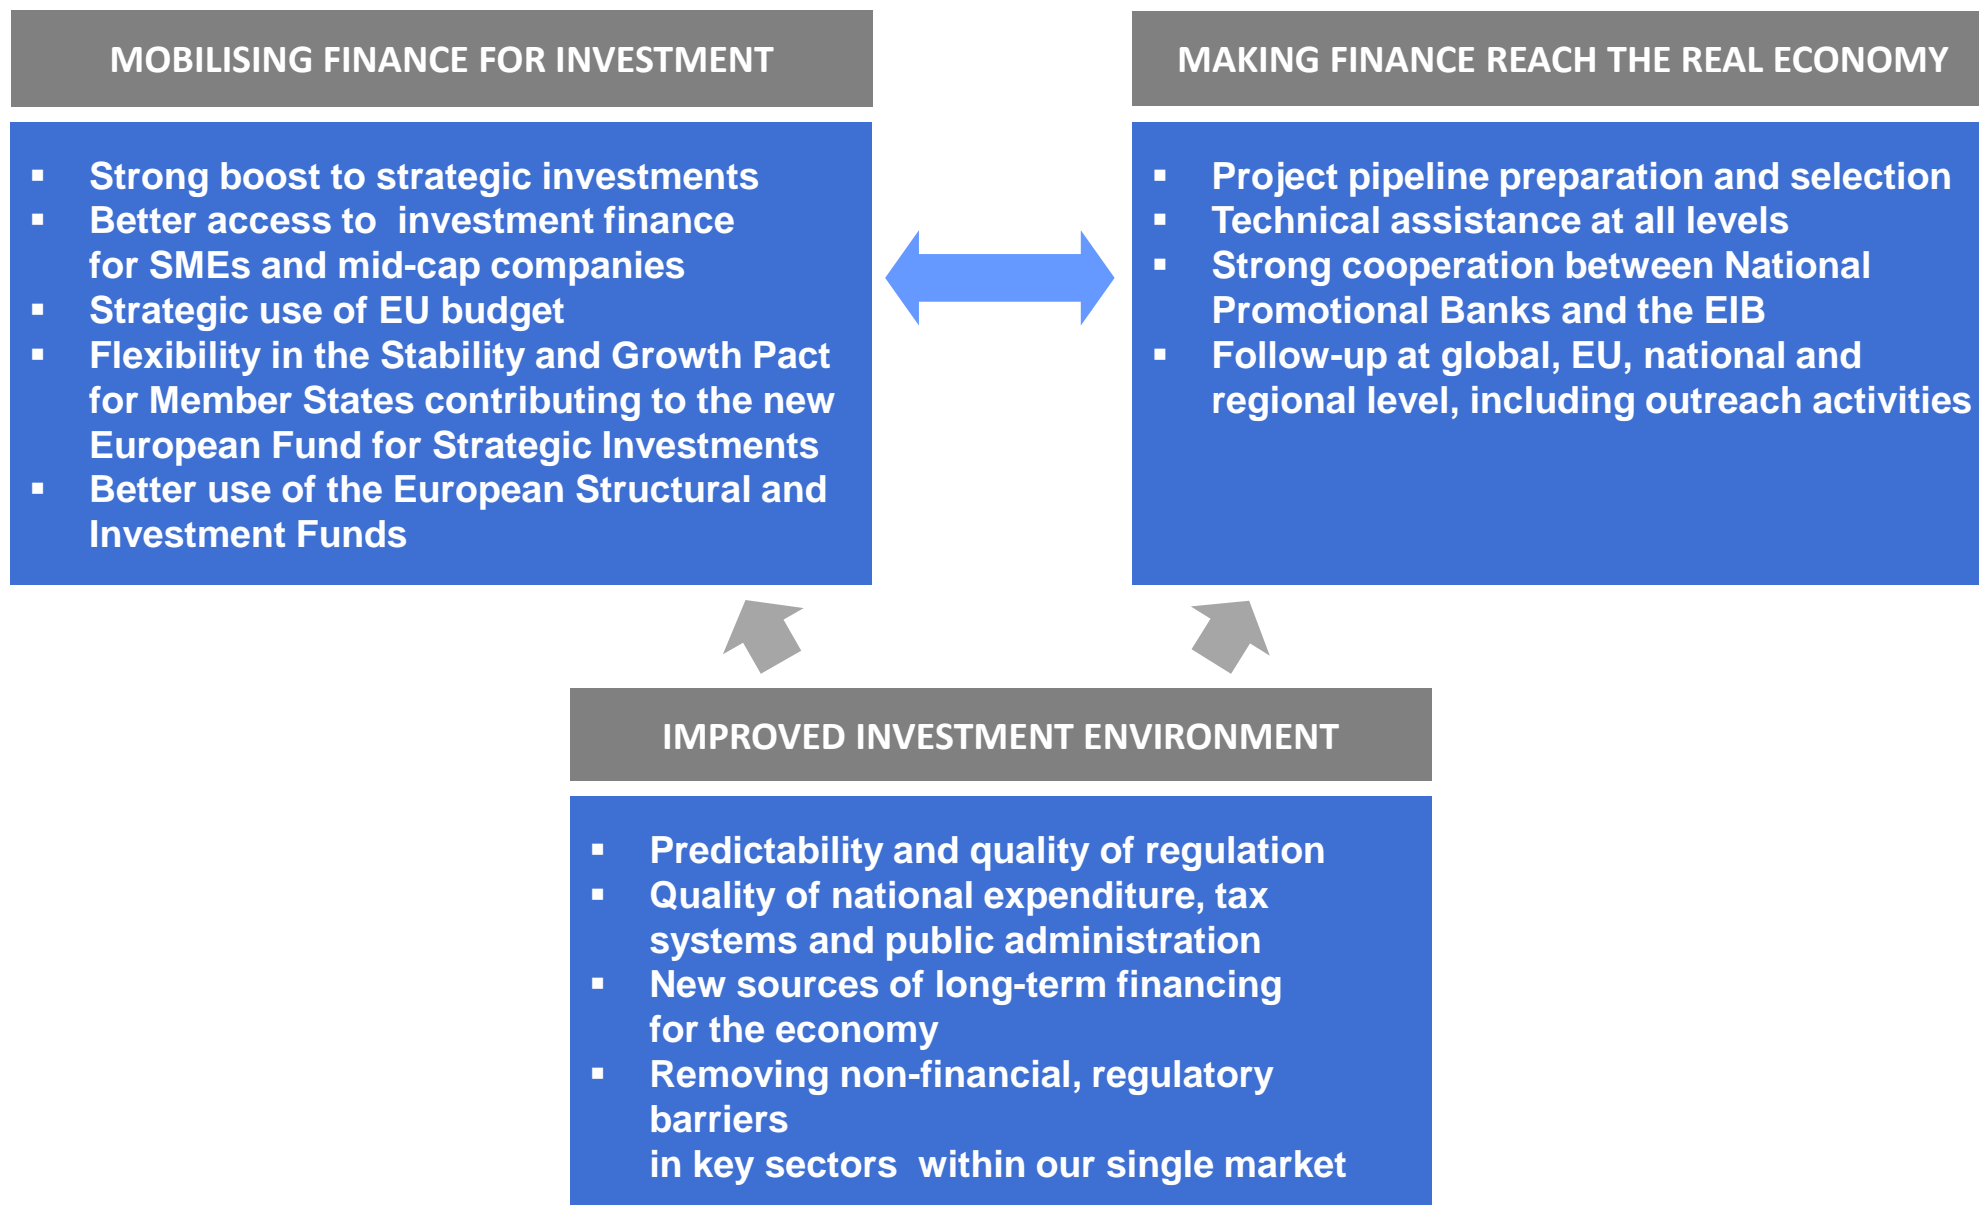 MOBILISING FINANCE FOR INVESTMENT
▪ Strong boost to strategic investments
▪ Better access to  investment finance
for SMEs and mid-cap companies
▪ Strategic use of EU budget
▪ Flexibility in the Stability and Growth Pact
for Member States contributing to the new
European Fund for Strategic Investments
▪ Better use of the European Structural and
Investment Funds
MAKING FINANCE REACH THE REAL ECONOMY
▪ Project pipeline preparation and selection
▪ Technical assistance at all levels
▪ Strong cooperation between National
Promotional Banks and the EIB
▪ Follow-up at global, EU, national and
regional level, including outreach activities
IMPROVED INVESTMENT ENVIRONMENT
▪ Predictability and quality of regulation
▪ Quality of national expenditure, tax
systems and public administration
▪ New sources of long-term financing
for the economy
▪ Removing non-financial, regulatory
barriers
in key sectors  within our single market